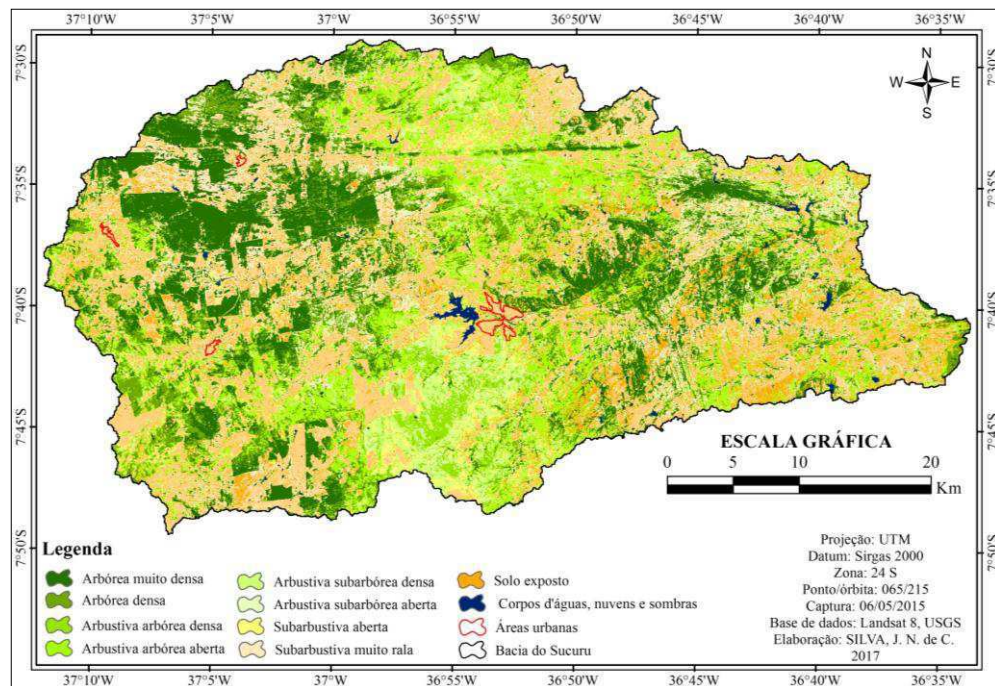 37°10'W 37°5'W 37°0'W 36°55'W 36°50'W 36°45'W 36°40'W 36°35'W
7°30'S 7°30'S
N
W E
S
7°35'S 7°35'S
7°40'S 7°40'S
7°45'S 7°45'S
ESCALA GRÁFICA
0 5 10 20
Km
7°50'S 7°50'S
Legenda
Arbórea muito densa
Arbórea densa
Arbustiva arbórea densa
Arbustiva arbórea aberta
Arbustiva subarbórea densa
Arbustiva subarbórea aberta
Subarbustiva aberta
Subarbustiva muito rala
Solo exposto
Corpos d'águas, nuvens e sombras
Áreas urbanas
Bacia do Sucuru
Projeção: UTM
Datum: Sirgas 2000
Zona: 24 S
Ponto/órbita: 065/215
Captura: 06/05/2015
Base de dados: Landsat 8, USGS
Elaboração: SILVA, J. N. de C.
2017
37°10'W 37°5'W 37°0'W 36°55'W 36°50'W 36°45'W 36°40'W 36°35'W